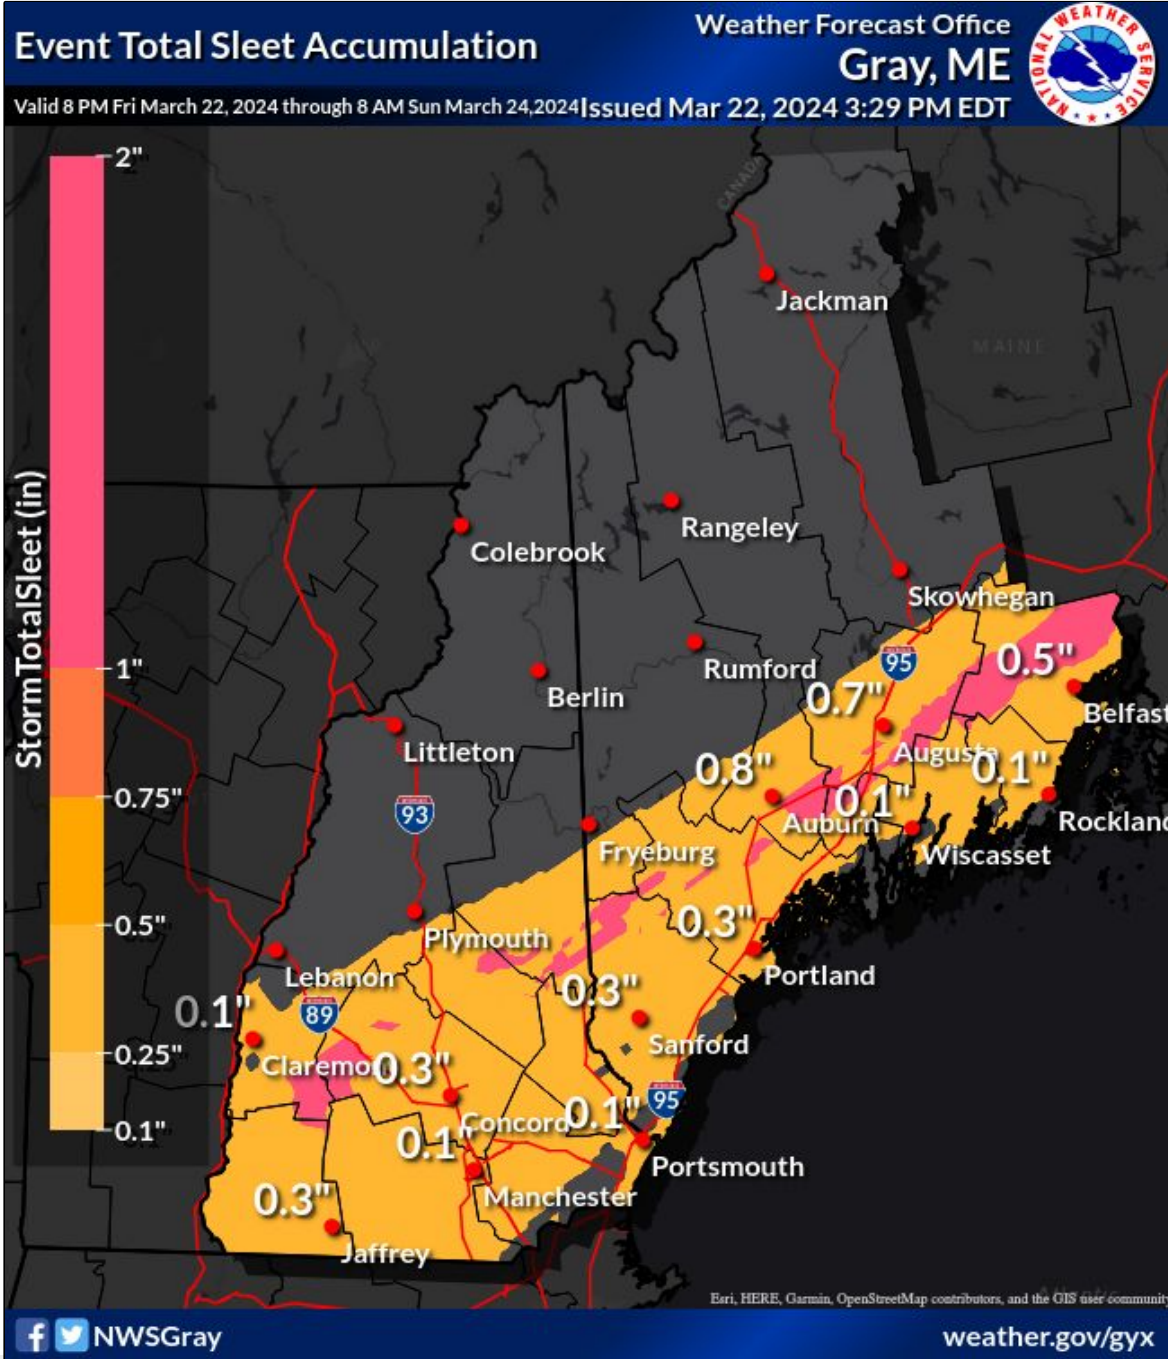 Event Total Sleet Accumulation
Weather Forecast Office
Gray, ME
Valid 8 PM Fri March 22, 2024 through 8 AM Sun March 24,2024
Issued Mar 22, 2024 3:29 PM EDT
NATIONAL WEATHER SERVICE
StormTotalSleet (in)
2"
1"
0.75"
0.5"
0.25"
0.1"
CANADA
Jackman
MAINE
Rangeley
Colebrook
Skowhegan
Rumford
95
0.5"
Berlin
0.7"
Belfast
Littleton
Augusta
0.8"
0.1"
93
0.1"
Auburn
Rockland
Fryeburg
Wiscasset
0.3"
Plymouth
Lebanon
Portland
0.1"
89
0.3"
Sanford
Claremo
0.3"
95
0.1"
Concord
0.1"
Portsmouth
Manchester
0.3"
Jaffrey
Esri, HERE, Garmin, OpenStreetMap contributors, and the GIS user community
NWSGray
weather.gov/gyx